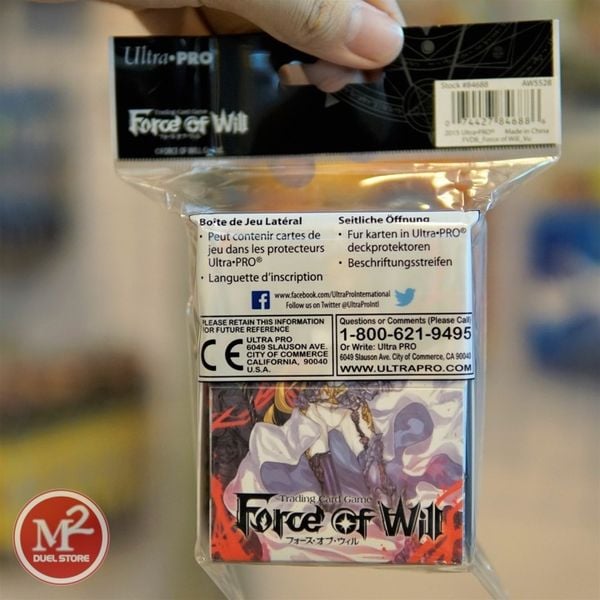 Ultra•PRO
Stock #84688
AW5528
Trading Card Game
Force of Will
フォース・オブ・ウィル
©FORCE OF WILL
0 74427 84688
2015 Ultra•PRO® Made in China
FVDB_Force of Will_Vu
Boîte de Jeu Latéral
• Peut contenir cartes de
jeu dans les protecteurs
Ultra•PRO®
• Languette d'inscription
Seitliche Öffnung
• Fur karten in Ultra•PRO®
deckprotektoren
• Beschriftungsstreifen
www.facebook.com/UltraProInternational
Follow us on Twitter @UltraProIntl
PLEASE RETAIN THIS INFORMATION
FOR FUTURE REFERENCE
CE
ULTRA PRO
6049 SLAUSON AVE.
CITY OF COMMERCE
CALIFORNIA, 90040
U.S.A.
Questions or Comments (Please Call)
1-800-621-9495
Or Write: Ultra PRO
6049 Slauson Ave. City of Commerce, CA 90040
WWW.ULTRAPRO.COM
Trading Card Game
Force of Will
フォース・オブ・ウィル
M2
DUEL STORE